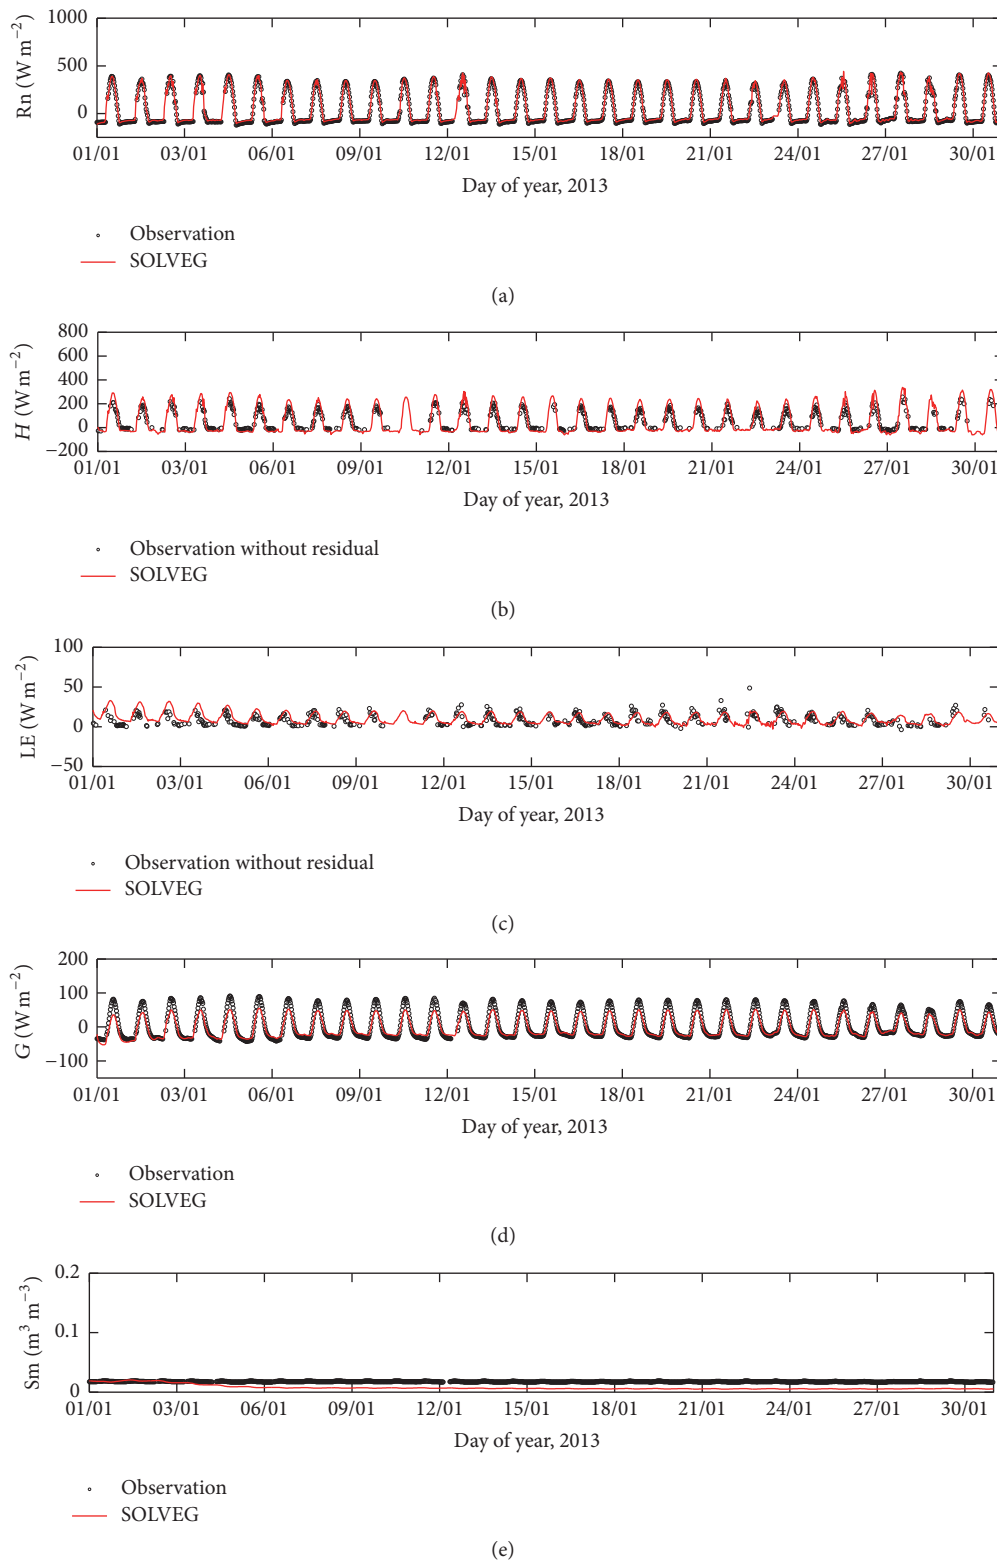 1000
500
0
Rn (W m−2)
01/01 03/01 06/01 09/01 12/01 15/01 18/01 21/01 24/01 27/01 30/01
Day of year, 2013
Observation
SOLVEG
(a)
800
600
400
200
0
−200
H (W m−2)
01/01 03/01 06/01 09/01 12/01 15/01 18/01 21/01 24/01 27/01 30/01
Day of year, 2013
Observation without residual
SOLVEG
(b)
100
50
0
−50
LE (W m−2)
01/01 03/01 06/01 09/01 12/01 15/01 18/01 21/01 24/01 27/01 30/01
Day of year, 2013
Observation without residual
SOLVEG
(c)
200
100
0
−100
G (W m−2)
01/01 03/01 06/01 09/01 12/01 15/01 18/01 21/01 24/01 27/01 30/01
Day of year, 2013
Observation
SOLVEG
(d)
0.2
0.1
0
Sm (m3 m−3)
01/01 03/01 06/01 09/01 12/01 15/01 18/01 21/01 24/01 27/01 30/01
Day of year, 2013
Observation
SOLVEG
(e)